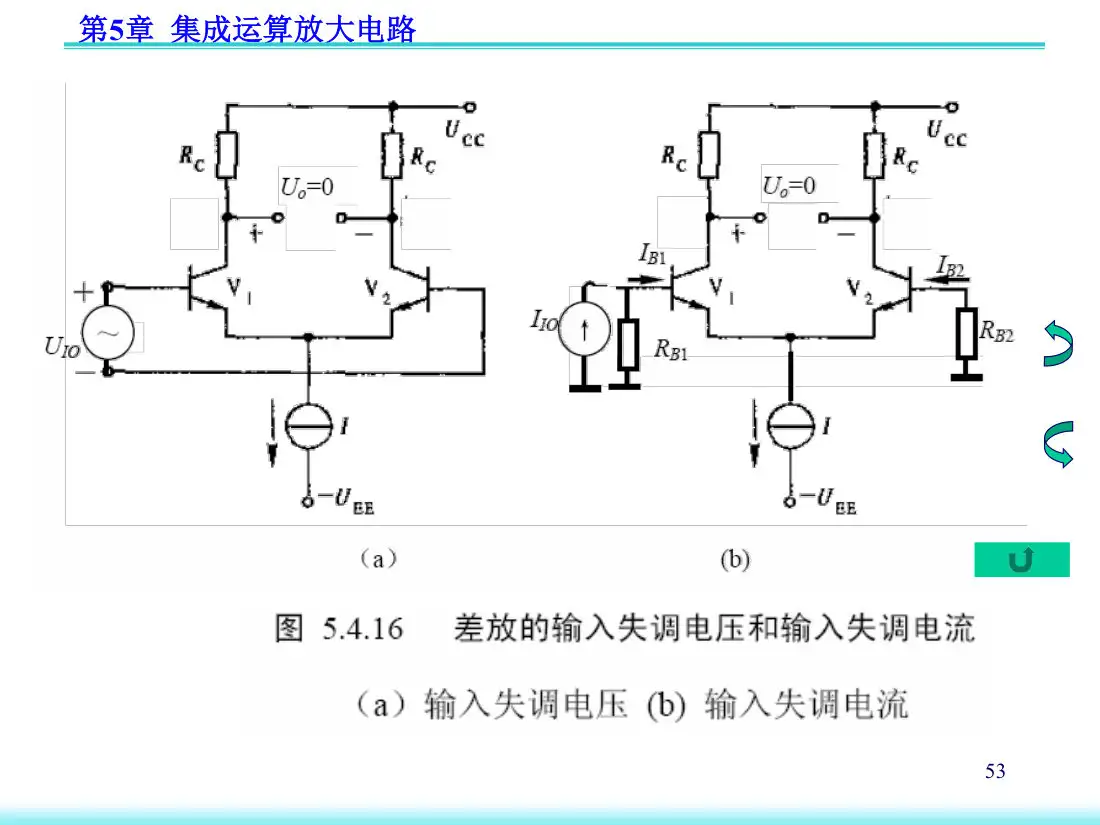 第5章 集成运算放大电路
U_CC
R_C
R_C
U_o=0
+
−
V_1
V_2
+
U_IO
~
−
I
−U_EE
(a)
U_CC
R_C
R_C
U_o=0
+
−
I_B1
I_B2
V_1
V_2
I_IO
R_B1
R_B2
I
−U_EE
(b)
图 5.4.16 差放的输入失调电压和输入失调电流
(a)输入失调电压 (b) 输入失调电流
53